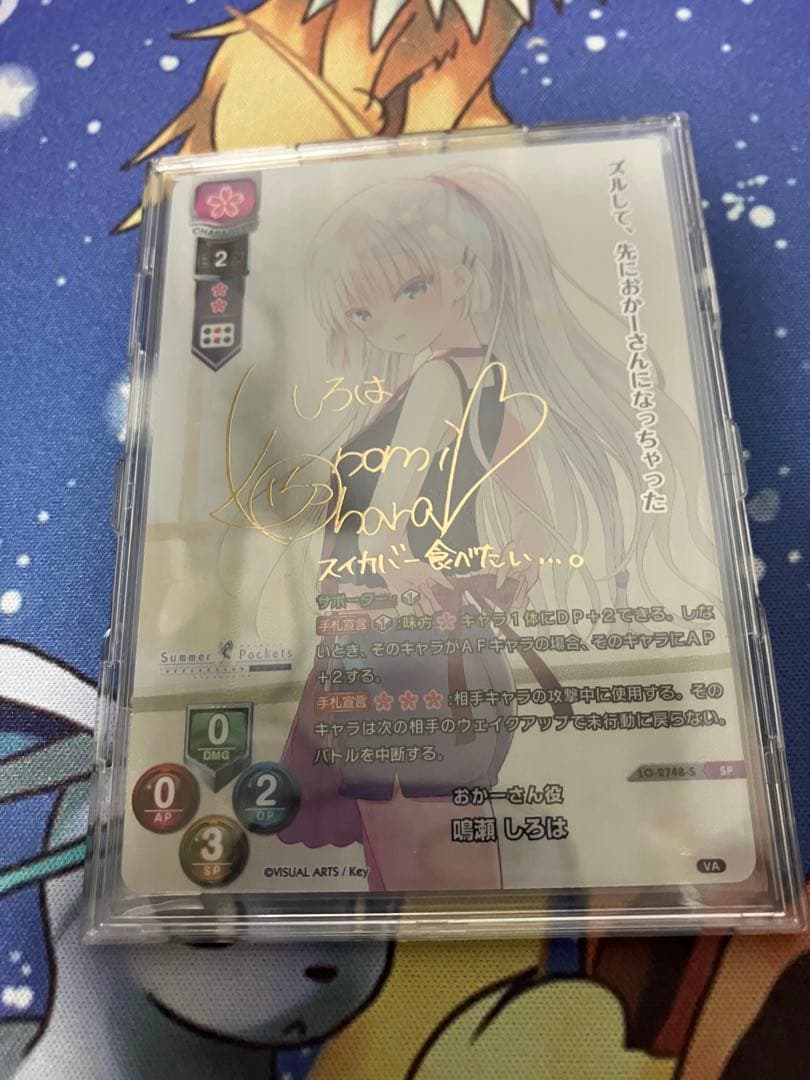 CHARACTER
2
ズルして、先におかーさんになっちゃった
しろは
Konomi
Kohara
スイカバー食べたい…。
サポーター:1
手札宣言 1:味方 キャラ1体にDP+2できる。しな
いとき、そのキャラがAFキャラの場合、そのキャラにAP
+2する。
手札宣言 :相手キャラの攻撃中に使用する。その
キャラは次の相手のウェイクアップで未行動に戻らない。
バトルを中断する。
Summer Pockets
0
DMG
0
AP
2
DP
3
SP
LO-2748-S SP
おかーさん役
鳴瀬 しろは
©VISUAL ARTS / Key
VA